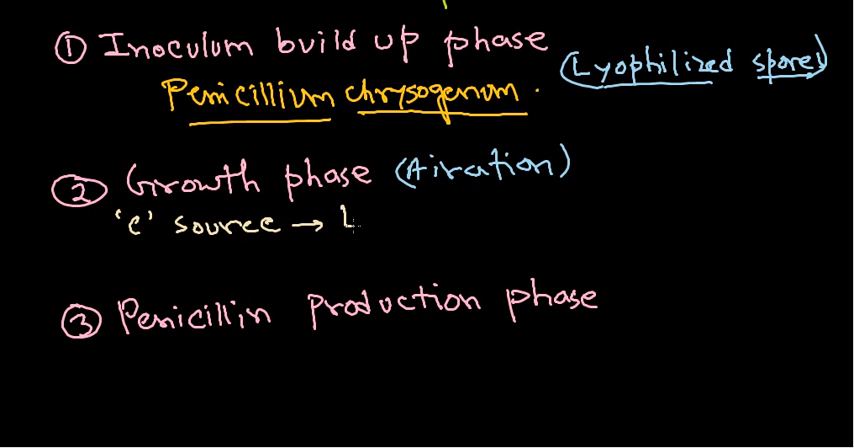 ① Inoculum build up phase (Lyophilized spores)
Penicillium chrysogenum.
② Growth phase (Airation)
'C' source → L
③ Penicillin production phase